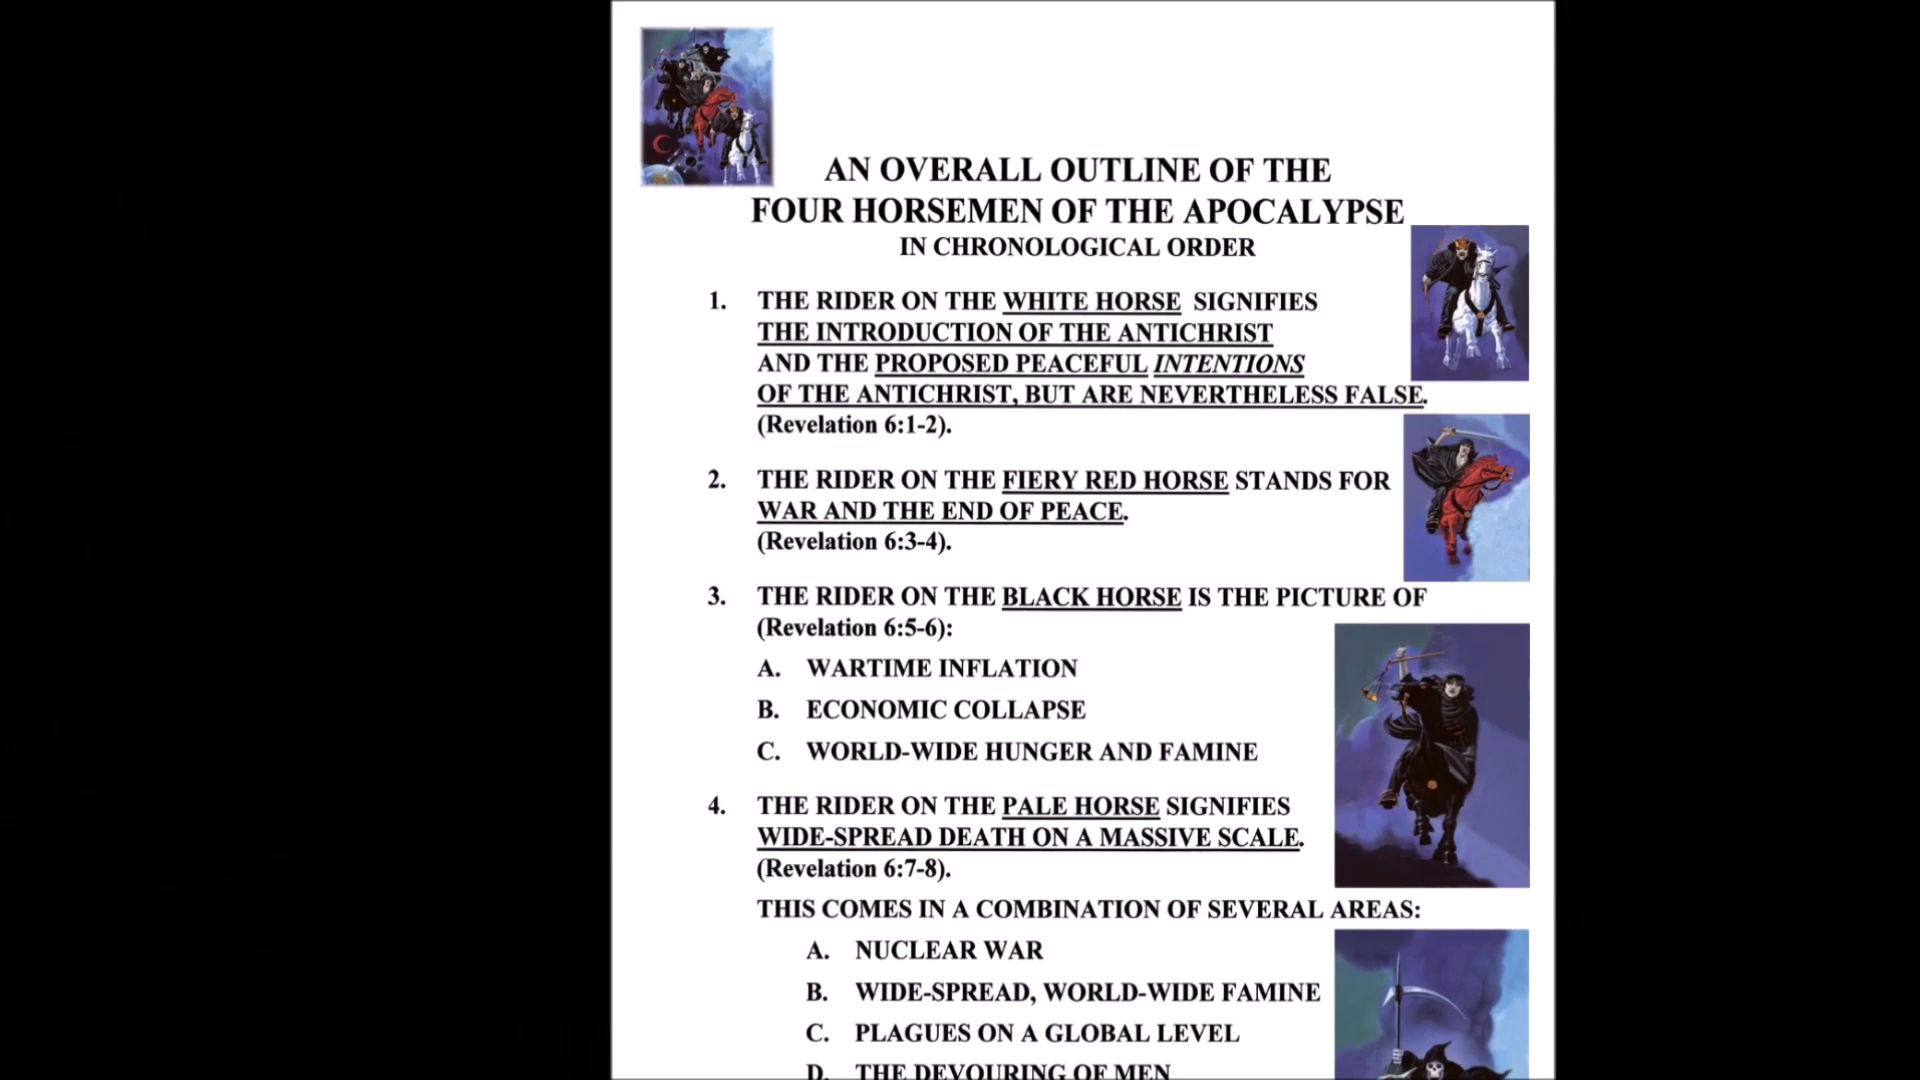 AN OVERALL OUTLINE OF THE
FOUR HORSEMEN OF THE APOCALYPSE
IN CHRONOLOGICAL ORDER
1. THE RIDER ON THE WHITE HORSE SIGNIFIES
THE INTRODUCTION OF THE ANTICHRIST
AND THE PROPOSED PEACEFUL INTENTIONS
OF THE ANTICHRIST, BUT ARE NEVERTHELESS FALSE.
(Revelation 6:1-2).
2. THE RIDER ON THE FIERY RED HORSE STANDS FOR
WAR AND THE END OF PEACE.
(Revelation 6:3-4).
3. THE RIDER ON THE BLACK HORSE IS THE PICTURE OF
(Revelation 6:5-6):
A. WARTIME INFLATION
B. ECONOMIC COLLAPSE
C. WORLD-WIDE HUNGER AND FAMINE
4. THE RIDER ON THE PALE HORSE SIGNIFIES
WIDE-SPREAD DEATH ON A MASSIVE SCALE.
(Revelation 6:7-8).
THIS COMES IN A COMBINATION OF SEVERAL AREAS:
A. NUCLEAR WAR
B. WIDE-SPREAD, WORLD-WIDE FAMINE
C. PLAGUES ON A GLOBAL LEVEL
D. THE DEVOURING OF MEN